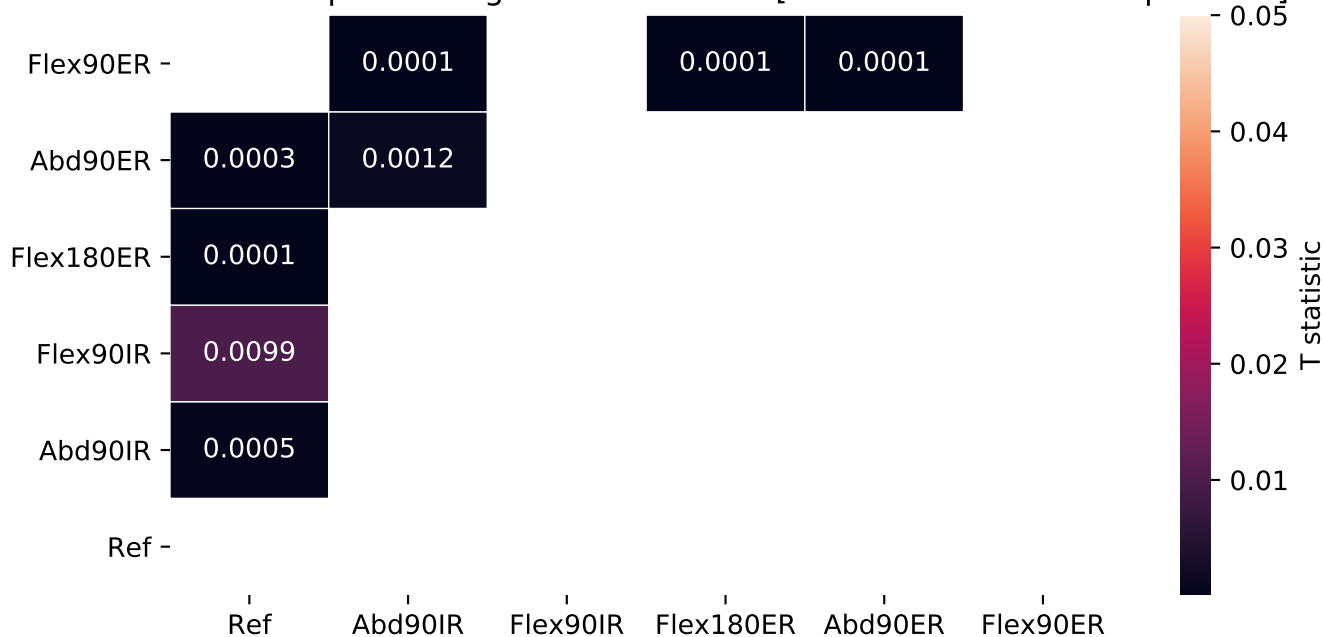 0.05
Flex90ER 0.0001 0.0001 0.0001
0.04
Abd90ER 0.0003 0.0012
Flex180ER 0.0001
0.03
T statistic
Flex90IR 0.0099
0.02
Abd90IR 0.0005
0.01
Ref
Ref Abd90IR Flex90IR Flex180ER Abd90ER Flex90ER